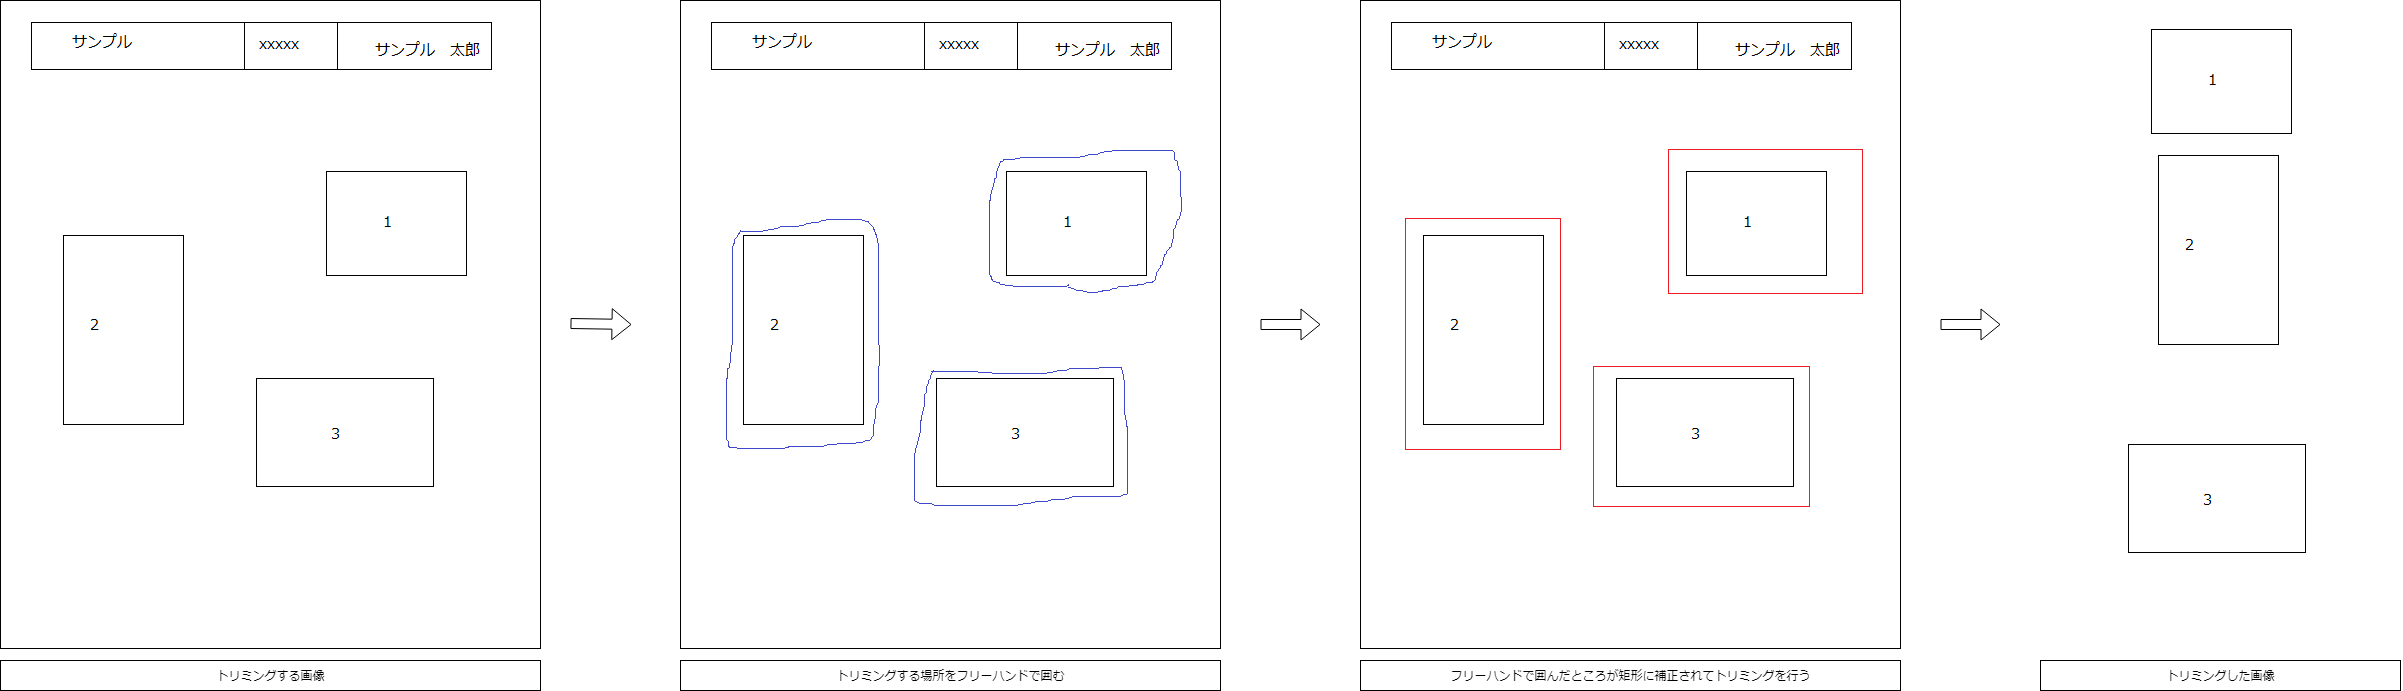 サンプル
xxxxx
サンプル　太郎
1
2
3
トリミングする画像
サンプル
xxxxx
サンプル　太郎
1
2
3
トリミングする場所をフリーハンドで囲む
サンプル
xxxxx
サンプル　太郎
1
2
3
フリーハンドで囲んだところが矩形に補正されてトリミングを行う
1
2
3
トリミングした画像